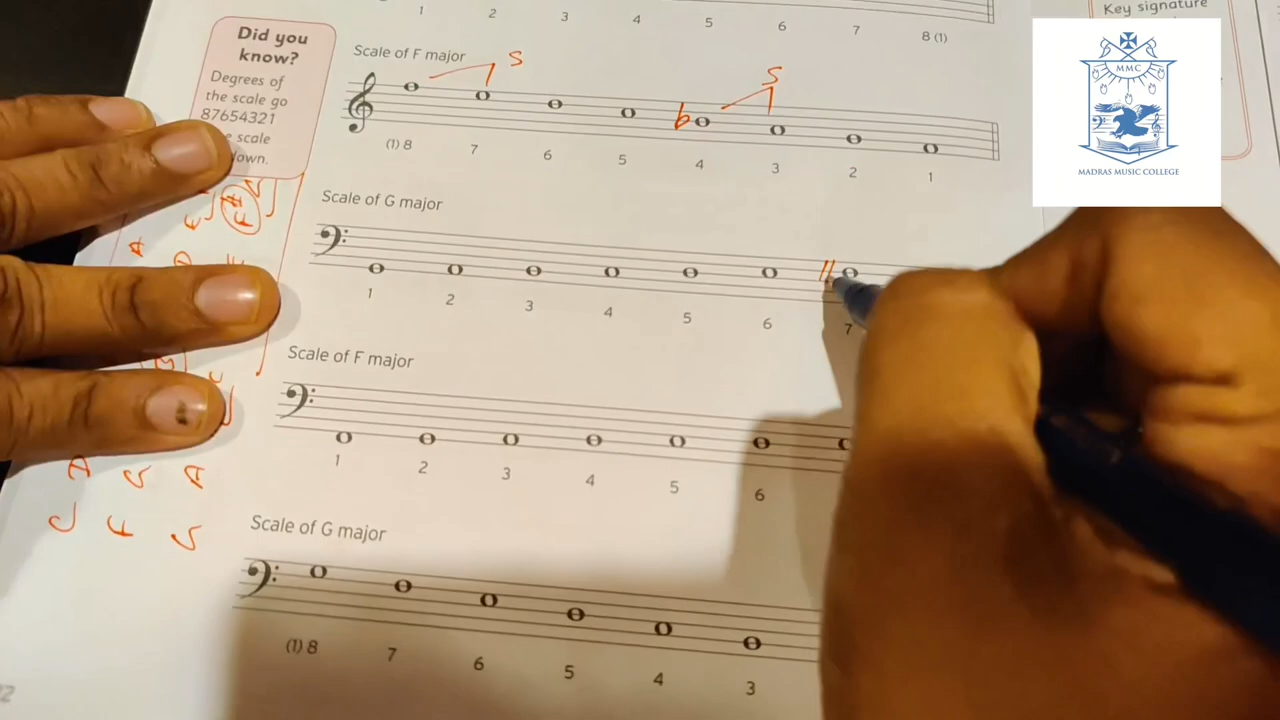 1 2 3 4 5 6 7 8 (1)
Key signature
Did you
know?
Degrees of
the scale go
87654321
scale
down.
Scale of F major
s
s
b
(1) 8 7 6 5 4 3 2 1
MMC
MADRAS MUSIC COLLEGE
Scale of G major
1 2 3 4 5 6 7
Scale of F major
1 2 3 4 5 6
Scale of G major
(1) 8 7 6 5 4 3